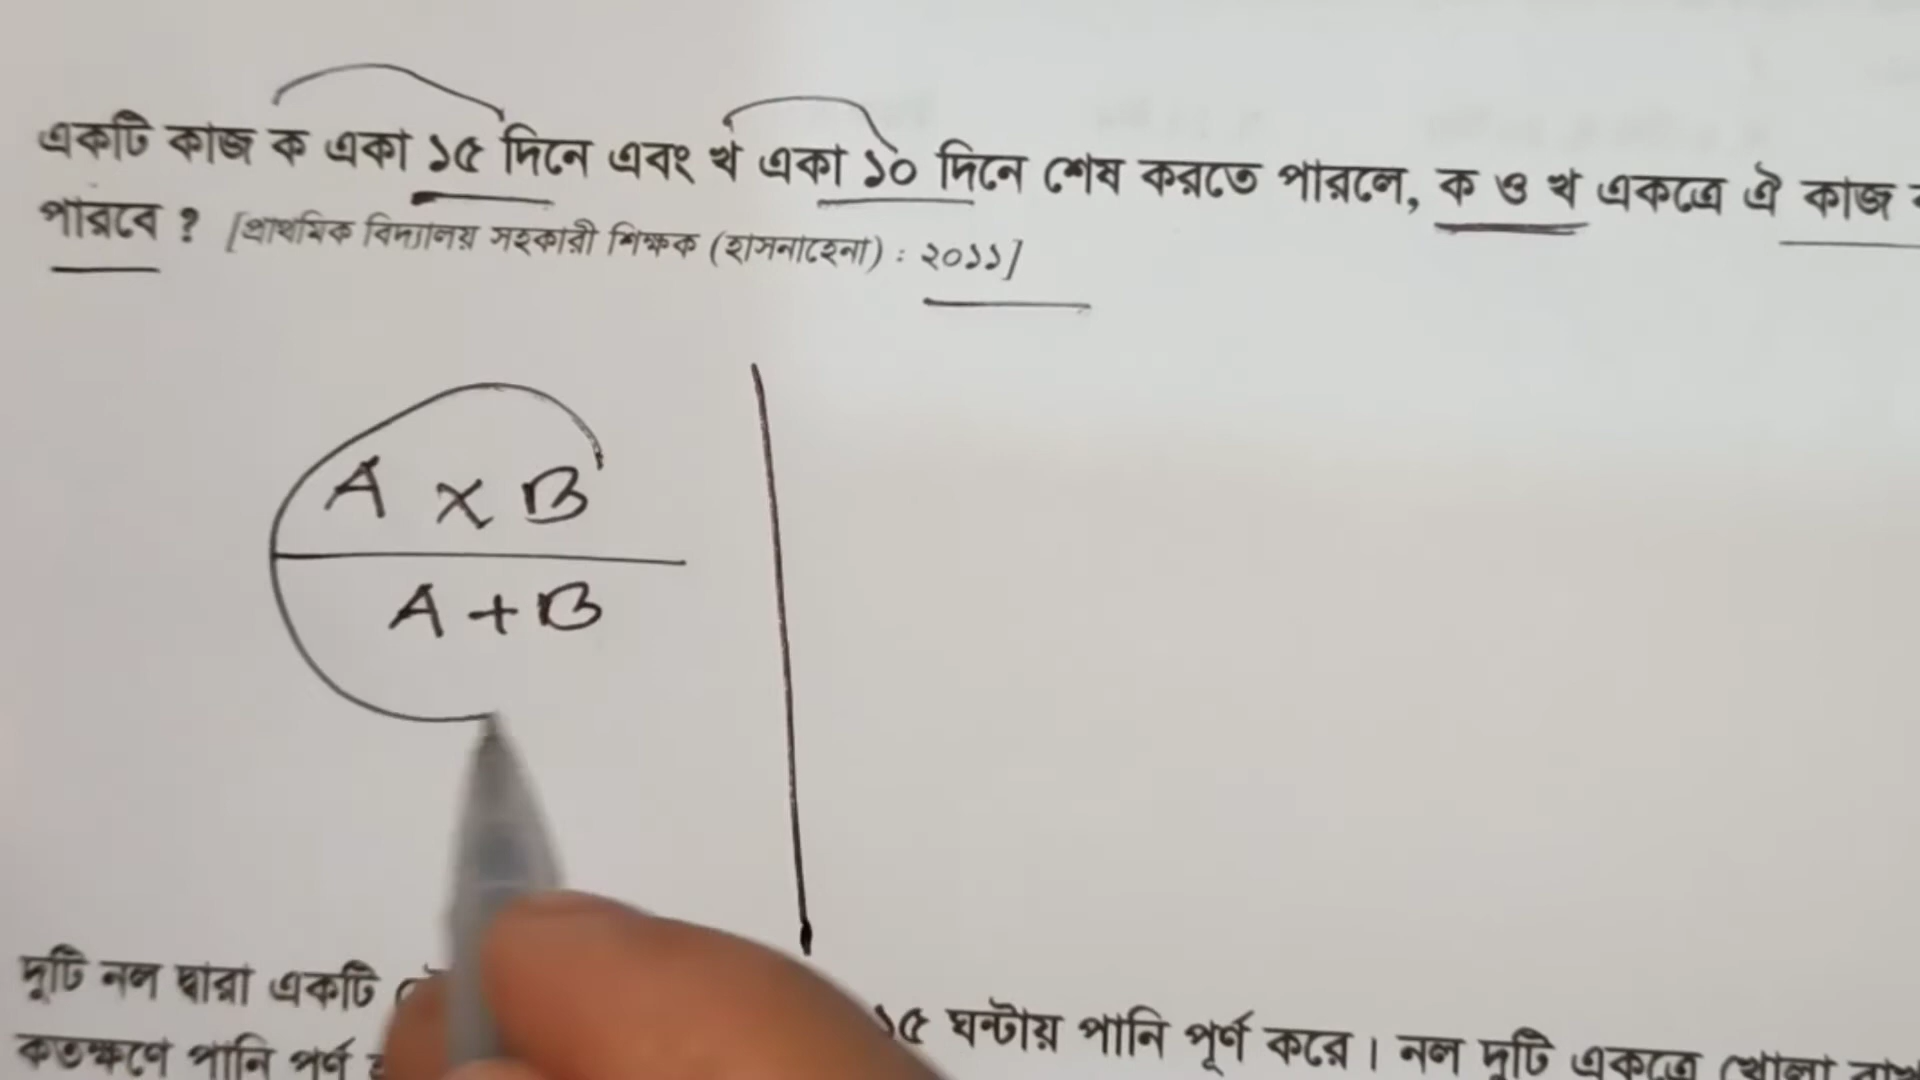 একটি কাজ ক একা ১৫ দিনে এবং খ একা ১০ দিনে শেষ করতে পারলে, ক ও খ একত্রে ঐ কাজ
পারবে ? [প্রাথমিক বিদ্যালয় সহকারী শিক্ষক (হাসনাহেনা) : ২০১১]
A × B
A + B
দুটি নল দ্বারা একটি ১৫ ঘন্টায় পানি পূর্ণ করে। নল দুটি একত্রে খোলা
কতক্ষণে পানি পূর্ণ